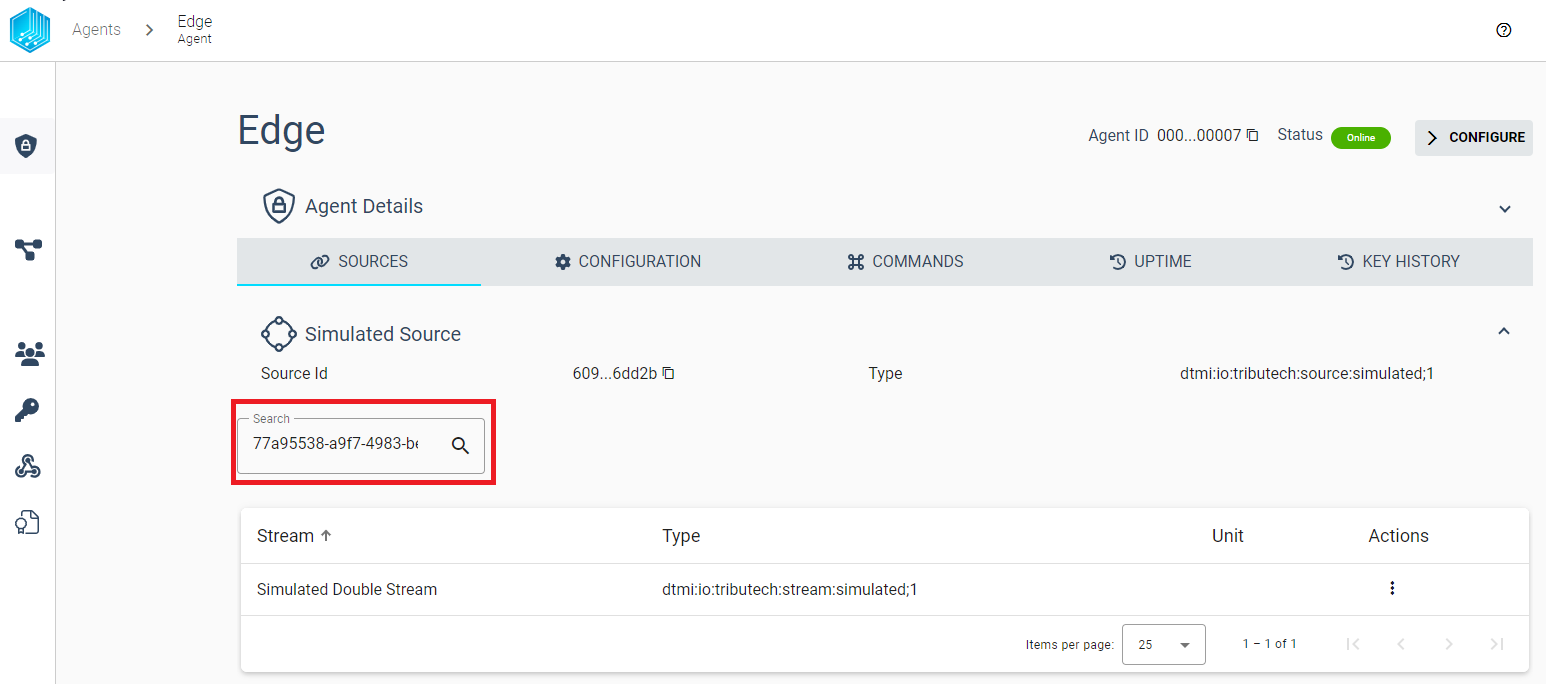 Agents
Edge
Agent
Edge
Agent ID 000...00007
Status Online
CONFIGURE
Agent Details
SOURCES CONFIGURATION COMMANDS UPTIME KEY HISTORY
Simulated Source
Source Id 609...6dd2b Type dtmi:io:tributech:source:simulated;1
Search
77a95538-a9f7-4983-be
Stream Type Unit Actions
Simulated Double Stream dtmi:io:tributech:stream:simulated;1
Items per page: 25 1 – 1 of 1